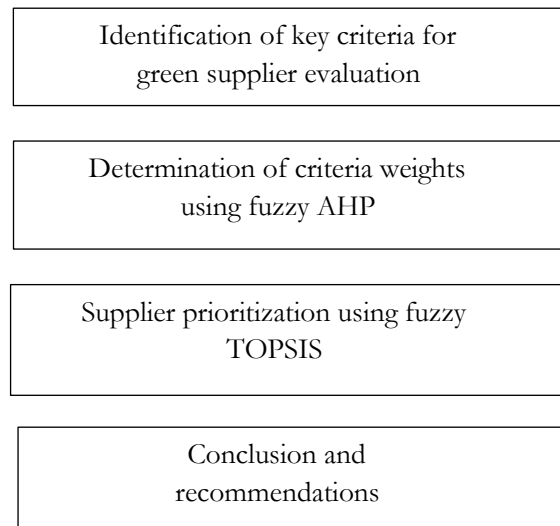 Identification of key criteria for
green supplier evaluation
Determination of criteria weights
using fuzzy AHP
Supplier prioritization using fuzzy
TOPSIS
Conclusion and
recommendations